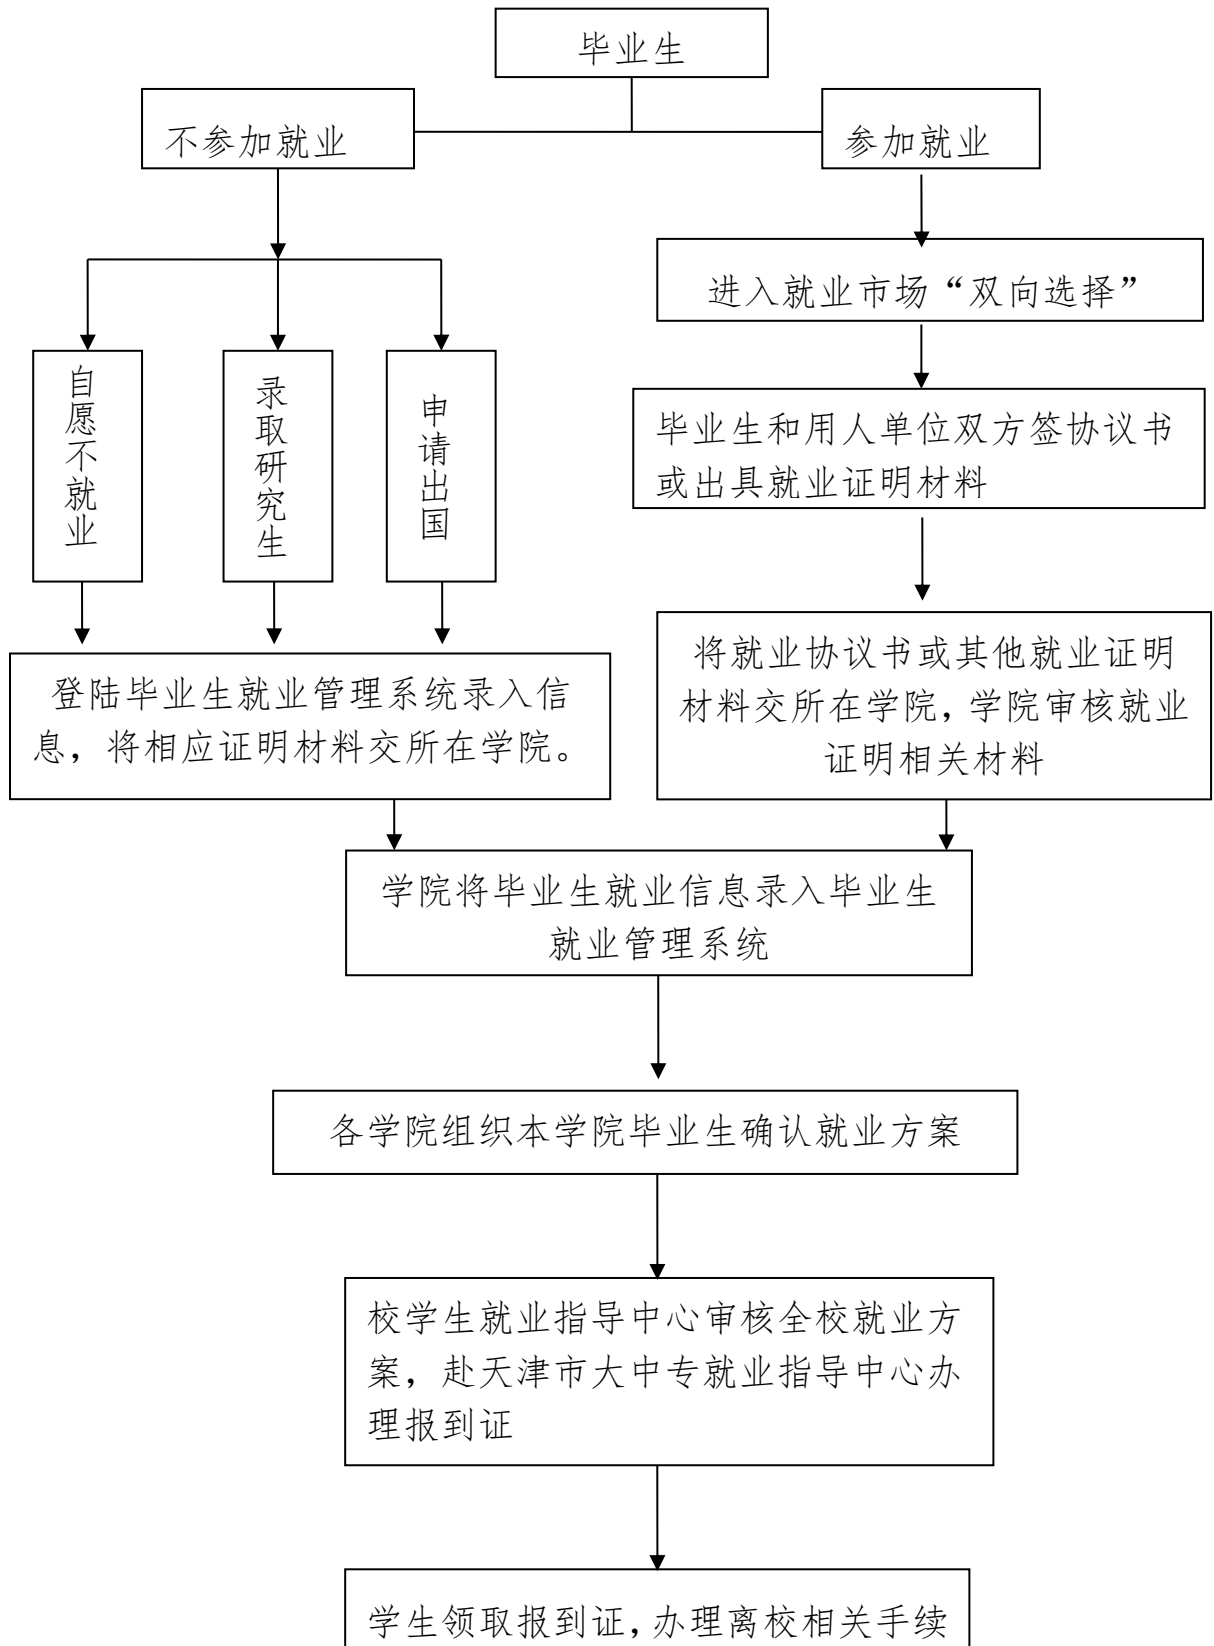 毕业生
不参加就业
参加就业
进入就业市场“双向选择”
自愿不就业
录取研究生
申请出国
毕业生和用人单位双方签协议书
或出具就业证明材料
登陆毕业生就业管理系统录入信
息，将相应证明材料交所在学院。
将就业协议书或其他就业证明
材料交所在学院，学院审核就业
证明相关材料
学院将毕业生就业信息录入毕业生
就业管理系统
各学院组织本学院毕业生确认就业方案
校学生就业指导中心审核全校就业方
案，赴天津市大中专就业指导中心办
理报到证
学生领取报到证，办理离校相关手续